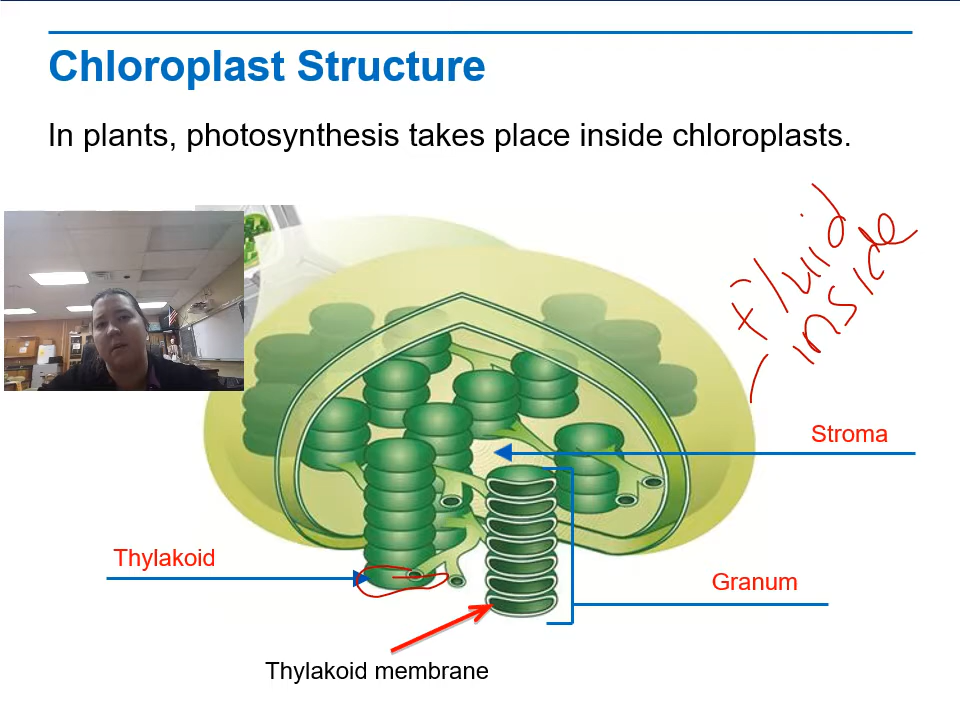 Chloroplast Structure
In plants, photosynthesis takes place inside chloroplasts.
fluid
inside
Stroma
Thylakoid
Granum
Thylakoid membrane